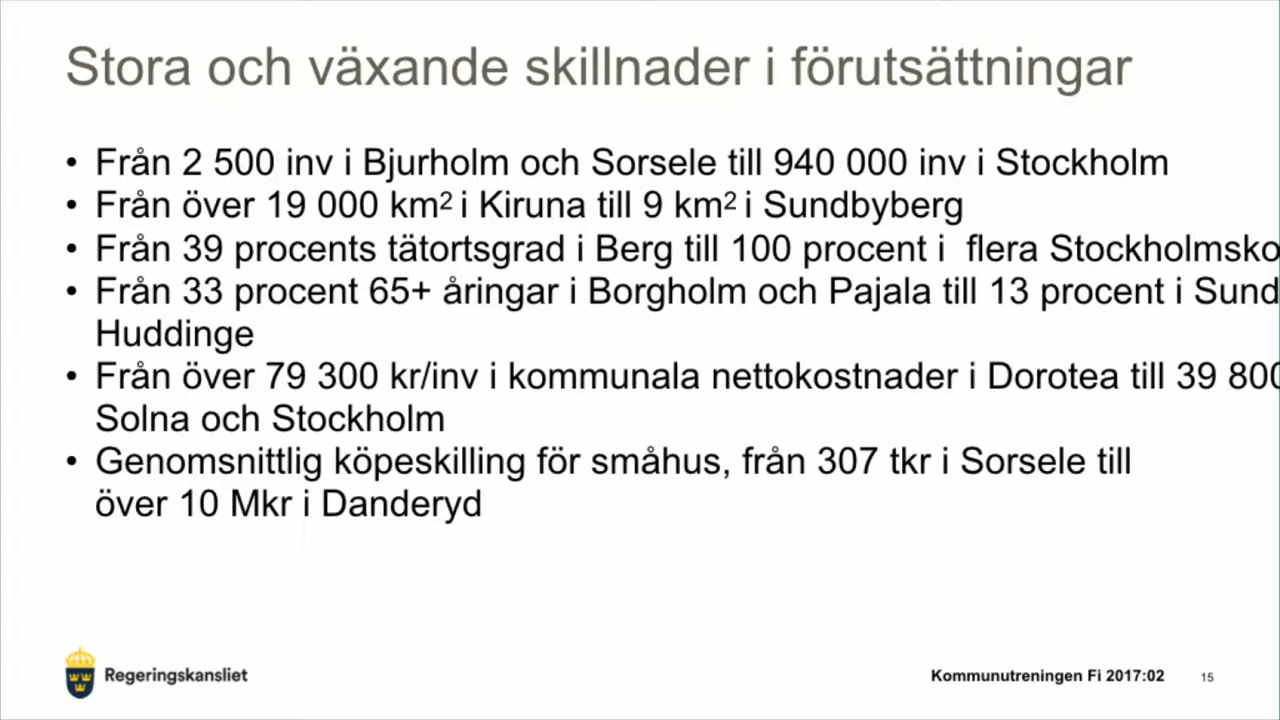 Stora och växande skillnader i förutsättningar
• Från 2 500 inv i Bjurholm och Sorsele till 940 000 inv i Stockholm
• Från över 19 000 km² i Kiruna till 9 km² i Sundbyberg
• Från 39 procents tätortsgrad i Berg till 100 procent i flera Stockholmsko
• Från 33 procent 65+ åringar i Borgholm och Pajala till 13 procent i Sund
Huddinge
• Från över 79 300 kr/inv i kommunala nettokostnader i Dorotea till 39 800
Solna och Stockholm
• Genomsnittlig köpeskilling för småhus, från 307 tkr i Sorsele till
över 10 Mkr i Danderyd
Regeringskansliet
Kommunutreningen Fi 2017:02
15